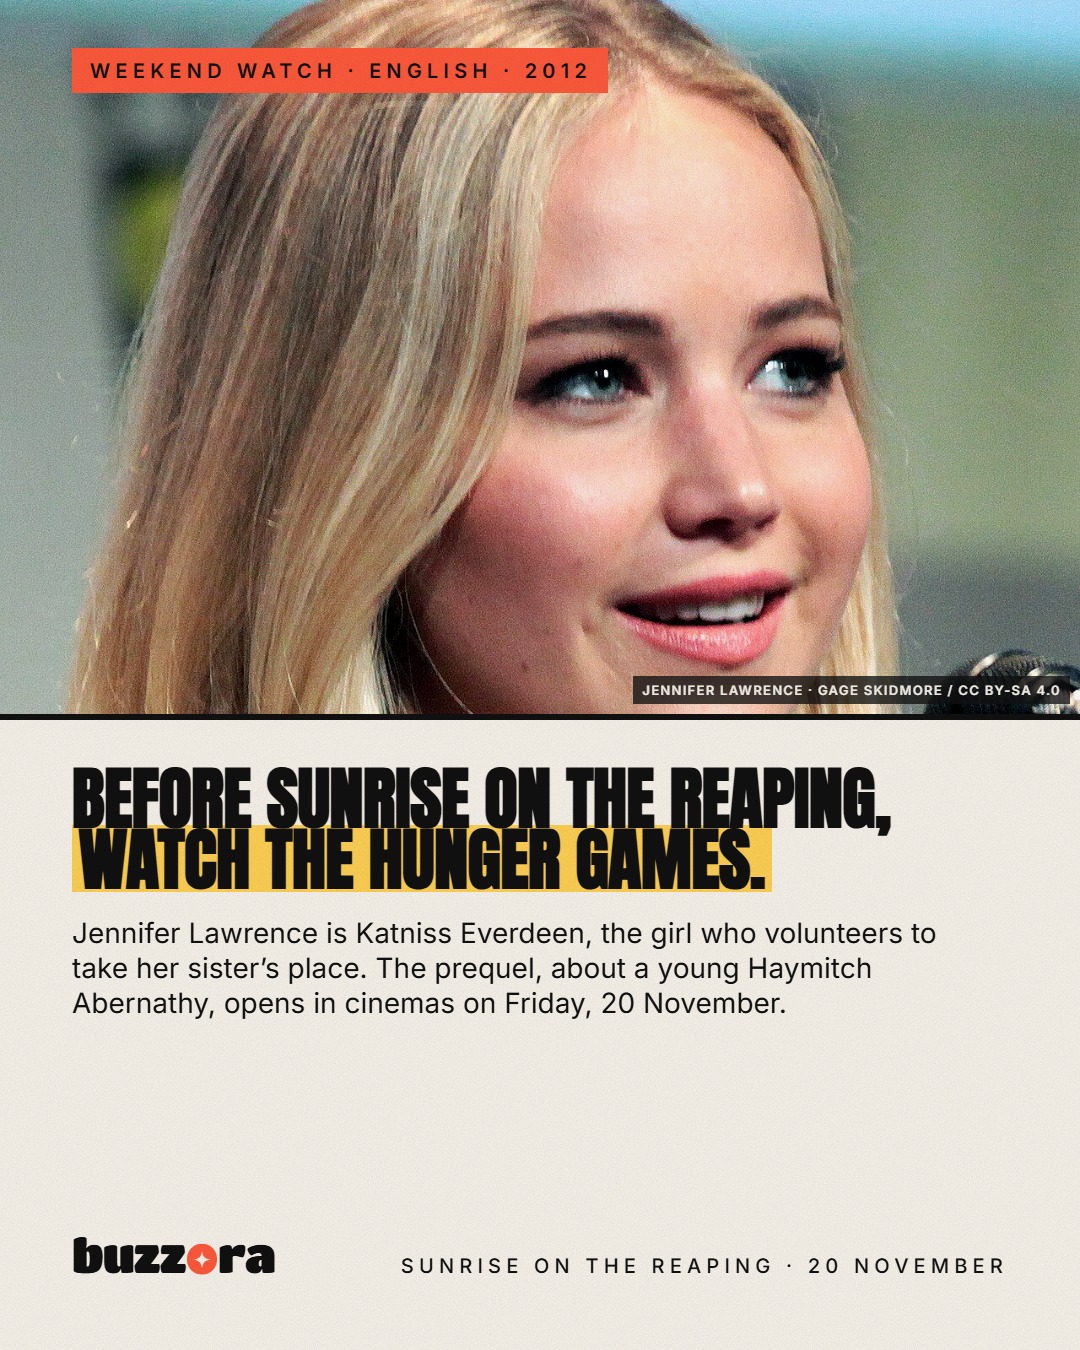 WEEKEND WATCH · ENGLISH · 2012
JENNIFER LAWRENCE · GAGE SKIDMORE / CC BY-SA 4.0
BEFORE SUNRISE ON THE REAPING,
WATCH THE HUNGER GAMES.
Jennifer Lawrence is Katniss Everdeen, the girl who volunteers to
take her sister’s place. The prequel, about a young Haymitch
Abernathy, opens in cinemas on Friday, 20 November.
buzzora
SUNRISE ON THE REAPING · 20 NOVEMBER